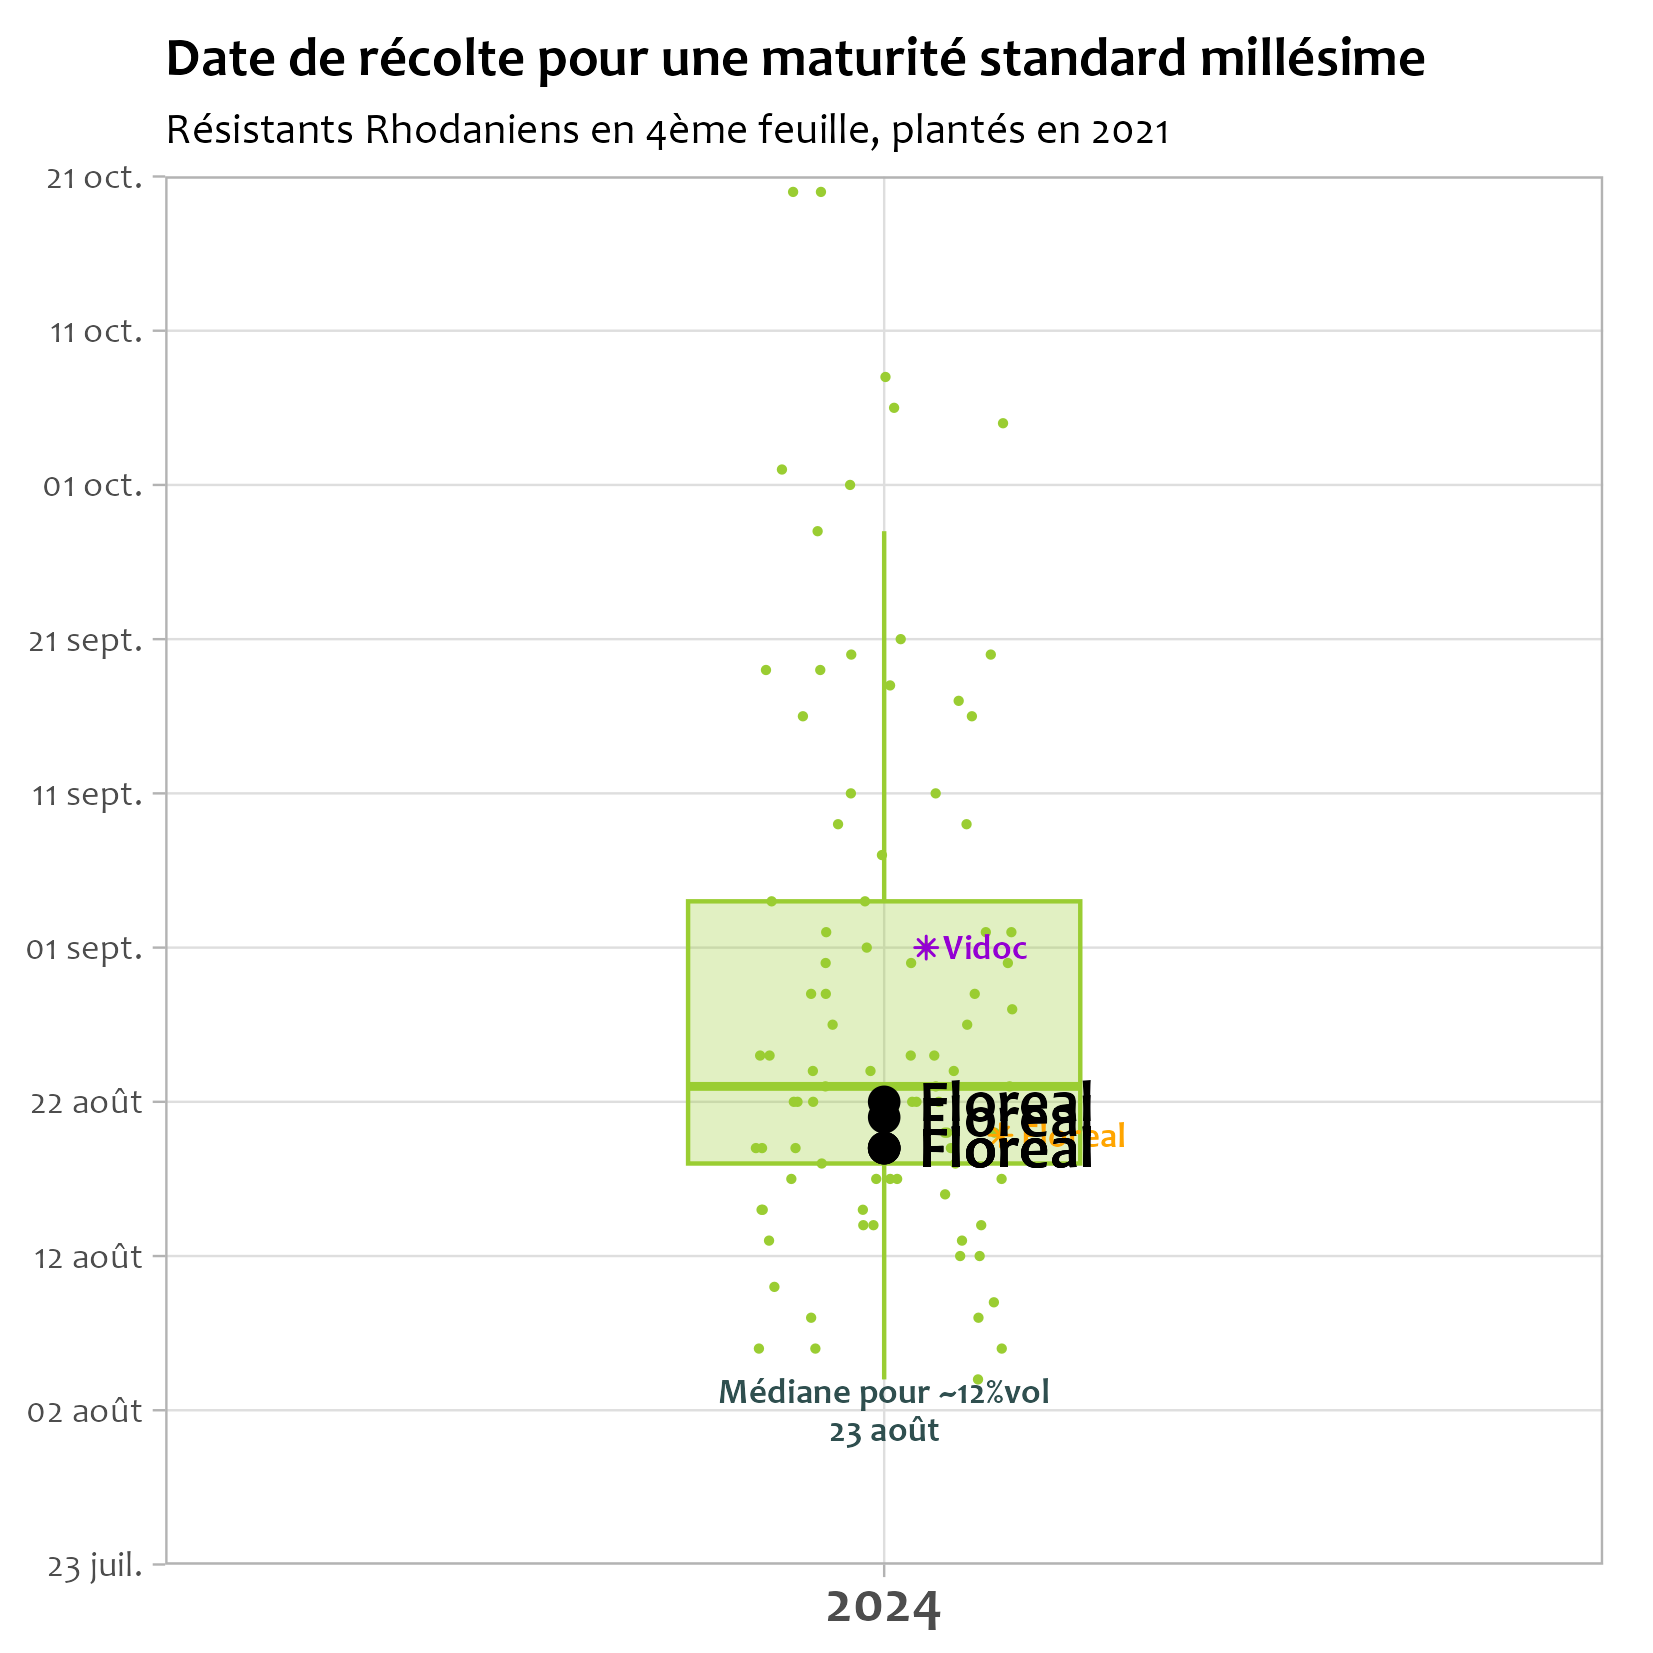 Date de récolte pour une maturité standard millésime
Résistants Rhodaniens en 4ème feuille, plantés en 2021
21 oct.
11 oct.
01 oct.
21 sept.
11 sept.
01 sept.
Vidoc
22 août
Floreal
Floreal
Floreal
Floreal
12 août
Médiane pour ~12%vol
02 août
23 août
23 juil.
2024